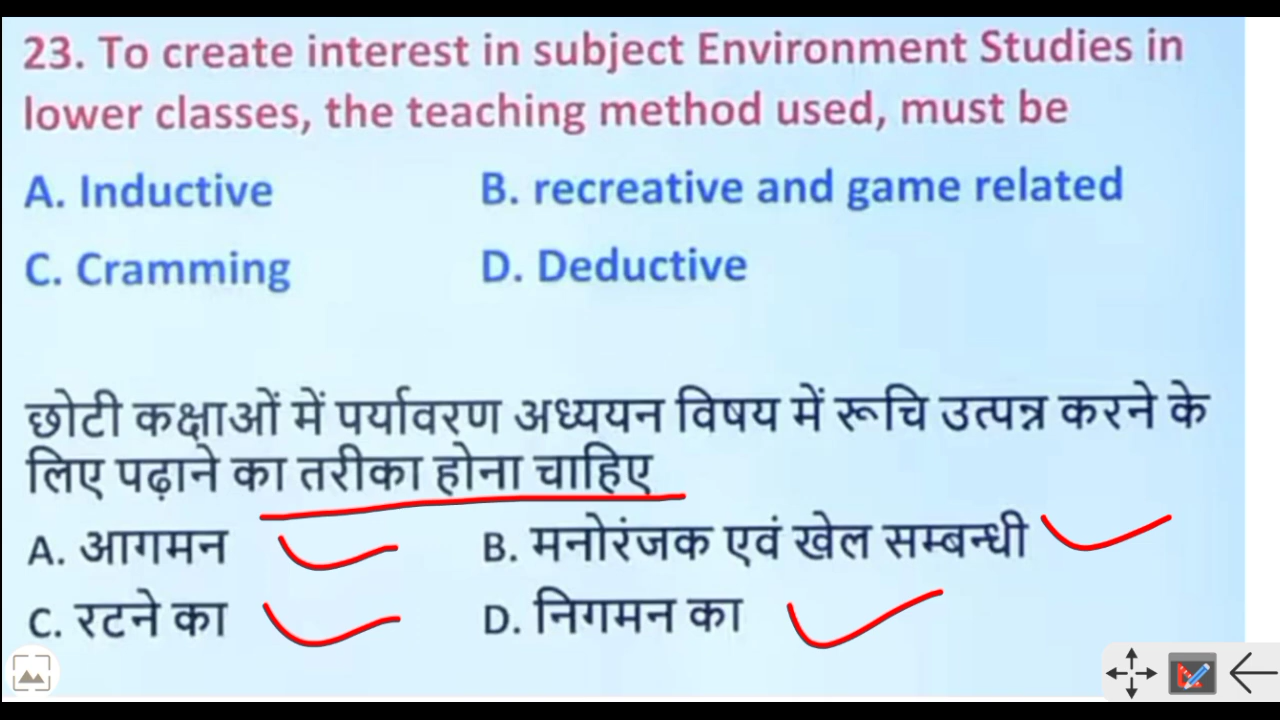 23. To create interest in subject Environment Studies in
lower classes, the teaching method used, must be
A. Inductive B. recreative and game related
C. Cramming D. Deductive
छोटी कक्षाओं में पर्यावरण अध्ययन विषय में रूचि उत्पन्न करने के
लिए पढ़ाने का तरीका होना चाहिए
A. आगमन B. मनोरंजक एवं खेल सम्बन्धी
C. रटने का D. निगमन का